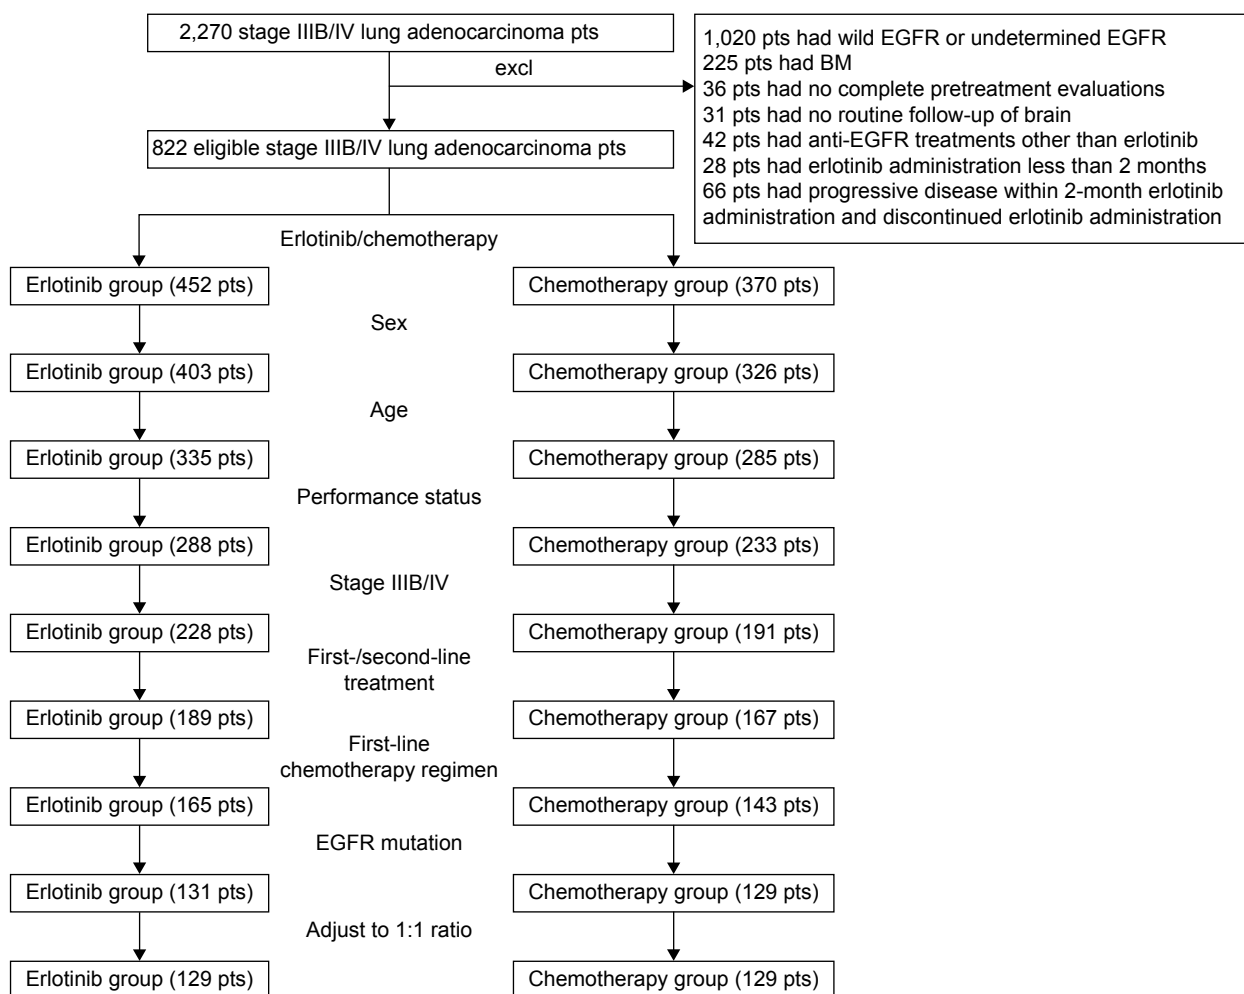 2,270 stage IIIB/IV lung adenocarcinoma pts
excl
1,020 pts had wild EGFR or undetermined EGFR
225 pts had BM
36 pts had no complete pretreatment evaluations
31 pts had no routine follow-up of brain
42 pts had anti-EGFR treatments other than erlotinib
28 pts had erlotinib administration less than 2 months
66 pts had progressive disease within 2-month erlotinib
administration and discontinued erlotinib administration
822 eligible stage IIIB/IV lung adenocarcinoma pts
Erlotinib/chemotherapy
Erlotinib group (452 pts)
Chemotherapy group (370 pts)
Sex
Erlotinib group (403 pts)
Chemotherapy group (326 pts)
Age
Erlotinib group (335 pts)
Chemotherapy group (285 pts)
Performance status
Erlotinib group (288 pts)
Chemotherapy group (233 pts)
Stage IIIB/IV
Erlotinib group (228 pts)
Chemotherapy group (191 pts)
First-/second-line
treatment
Erlotinib group (189 pts)
Chemotherapy group (167 pts)
First-line
chemotherapy regimen
Erlotinib group (165 pts)
Chemotherapy group (143 pts)
EGFR mutation
Erlotinib group (131 pts)
Chemotherapy group (129 pts)
Adjust to 1:1 ratio
Erlotinib group (129 pts)
Chemotherapy group (129 pts)